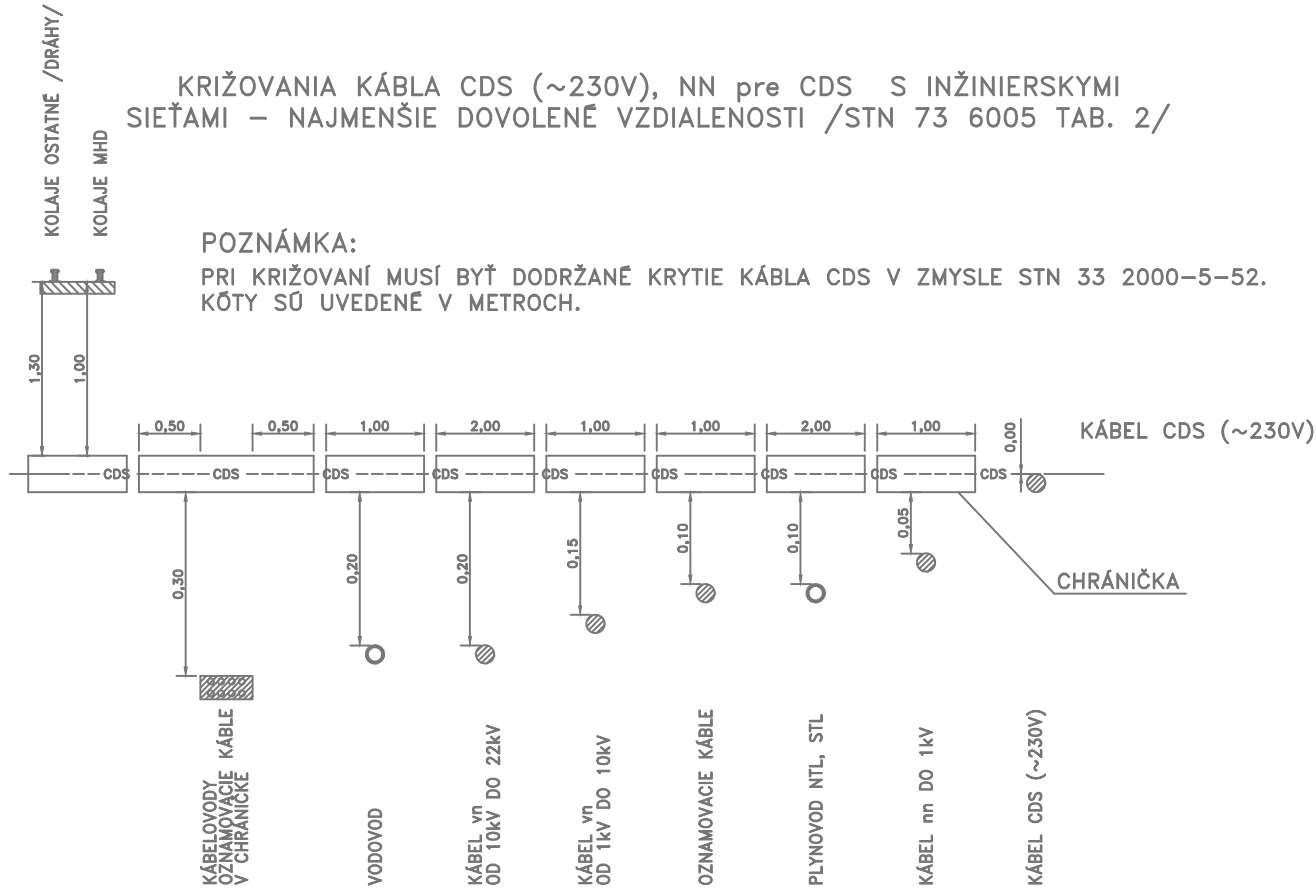 KOLAJE OSTATNÉ /DRÁHY/
KOLAJE MHD
KRIŽOVANIA KÁBLA CDS (~230V), NN pre CDS S INŽINIERSKYMI
SIEŤAMI – NAJMENŠIE DOVOLENÉ VZDIALENOSTI /STN 73 6005 TAB. 2/
POZNÁMKA:
PRI KRIŽOVANÍ MUSÍ BYŤ DODRŽANÉ KRYTIE KÁBLA CDS V ZMYSLE STN 33 2000–5–52.
KÓTY SÚ UVEDENÉ V METROCH.
1,30
1,00
0,50
0,50
1,00
2,00
1,00
1,00
2,00
1,00
0,00
KÁBEL CDS (~230V)
CDS
CDS
CDS
CDS
CDS
CDS
CDS
CDS
CDS
0,30
0,20
0,20
0,15
0,10
0,10
0,05
CHRÁNIČKA
KÁBELOVODY
OZNAMOVACIE KÁBLE
V CHRÁNIČKE
VODOVOD
KÁBEL vn
OD 10kV DO 22kV
KÁBEL vn
OD 1kV DO 10kV
OZNAMOVACIE KÁBLE
PLYNOVOD NTL, STL
KÁBEL nn DO 1kV
KÁBEL CDS (~230V)